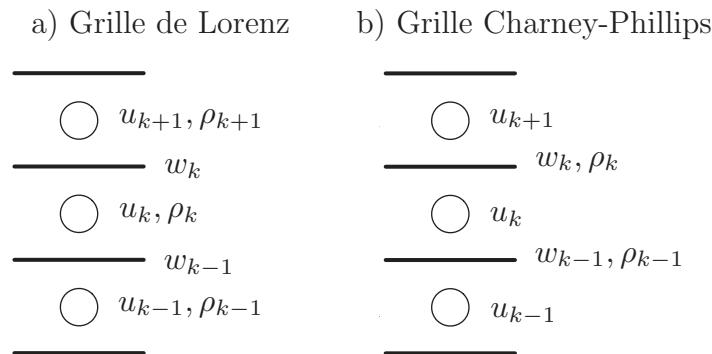 a) Grille de Lorenz b) Grille Charney-Phillips
u_{k+1}, ρ_{k+1} u_{k+1}
w_k w_k, ρ_k
u_k, ρ_k u_k
w_{k−1} w_{k−1}, ρ_{k−1}
u_{k−1}, ρ_{k−1} u_{k−1}